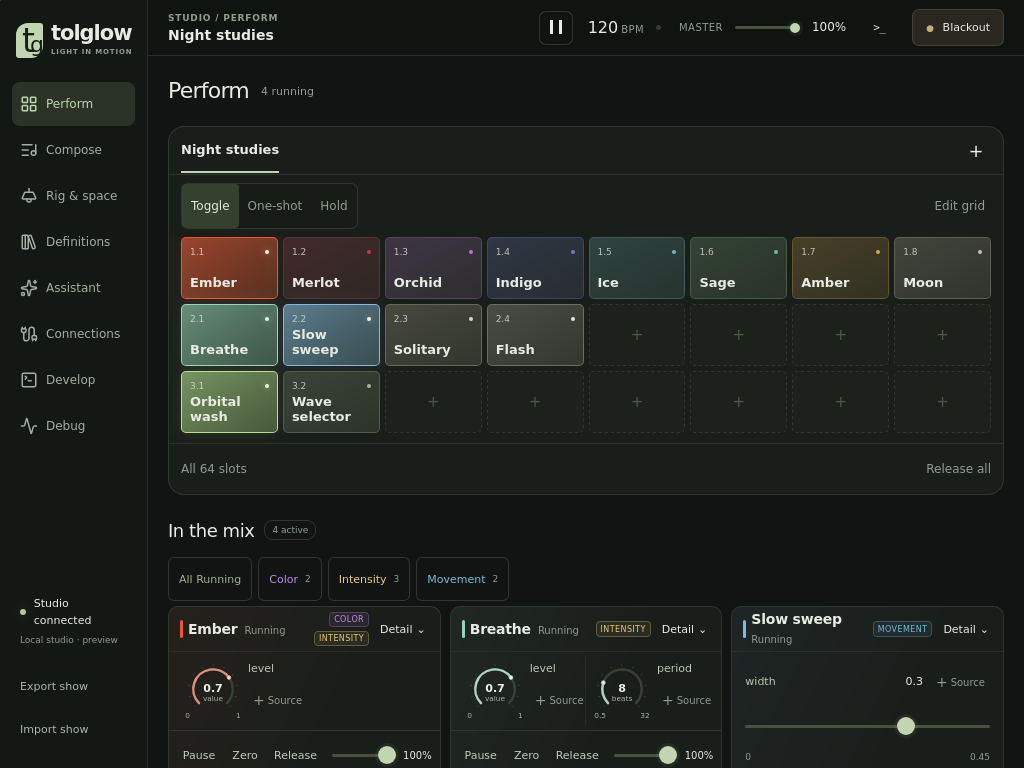 tg tolglow
LIGHT IN MOTION
Perform
Compose
Rig & space
Definitions
Assistant
Connections
Develop
Debug
Studio
connected
Local studio · preview
Export show
Import show
STUDIO / PERFORM
Night studies
120 BPM
MASTER
100%
>_
Blackout
Perform
4 running
Night studies
+
Toggle
One-shot
Hold
Edit grid
1.1
Ember
1.2
Merlot
1.3
Orchid
1.4
Indigo
1.5
Ice
1.6
Sage
1.7
Amber
1.8
Moon
2.1
Breathe
2.2
Slow
sweep
2.3
Solitary
2.4
Flash
+
+
+
+
3.1
Orbital
wash
3.2
Wave
selector
+
+
+
+
+
+
All 64 slots
Release all
In the mix
4 active
All Running
Color 2
Intensity 3
Movement 2
Ember Running
COLOR
INTENSITY
Detail
level
0.7
value
0 1
+ Source
Pause Zero Release 100%
Breathe Running
INTENSITY
Detail
level
0.7
value
0 1
+ Source
period
8
beats
0.5 32
+ Source
Pause Zero Release 100%
Slow sweep
Running
MOVEMENT
Detail
width 0.3 + Source
0 0.45